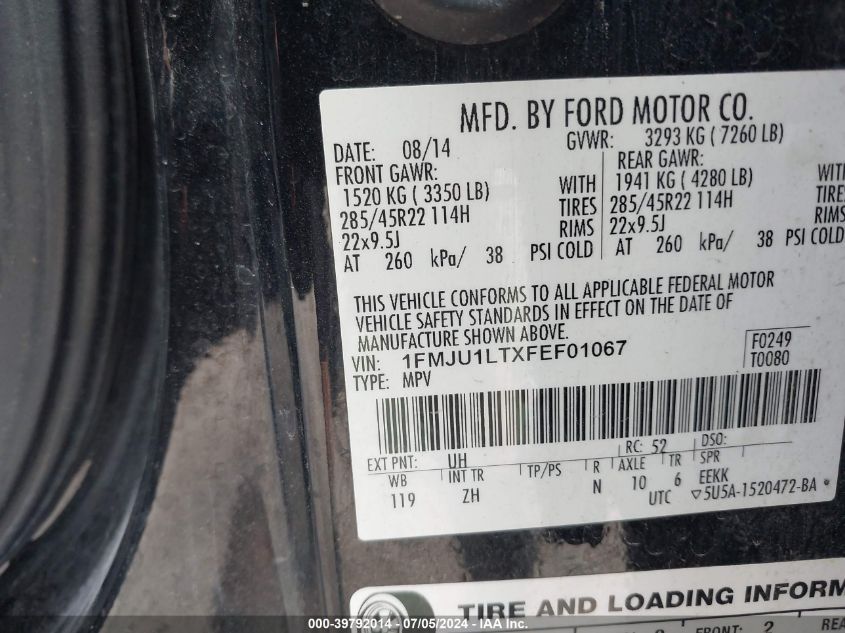 MFD. BY FORD MOTOR CO.
DATE: 08/14 GVWR: 3293 KG ( 7260 LB)
FRONT GAWR: REAR GAWR:
1520 KG ( 3350 LB) WITH 1941 KG ( 4280 LB) WITH
285/45R22 114H TIRES 285/45R22 114H TIRES
22x9.5J RIMS 22x9.5J RIMS
AT 260 kPa/ 38 PSI COLD AT 260 kPa/ 38 PSI COLD
THIS VEHICLE CONFORMS TO ALL APPLICABLE FEDERAL MOTOR
VEHICLE SAFETY STANDARDS IN EFFECT ON THE DATE OF
MANUFACTURE SHOWN ABOVE.
VIN: 1FMJU1LTXFEF01067 F0249
TYPE: MPV T0080
EXT PNT: UH RC: 52 DSO:
WB INT TR TP/PS R AXLE TR SPR
119 ZH N 10 6 EEKK
UTC ▽5U5A-1520472-BA
TIRE AND LOADING INFORM
FRONT: 2 REA
000-39792014 - 07/05/2024 - IAA INC.